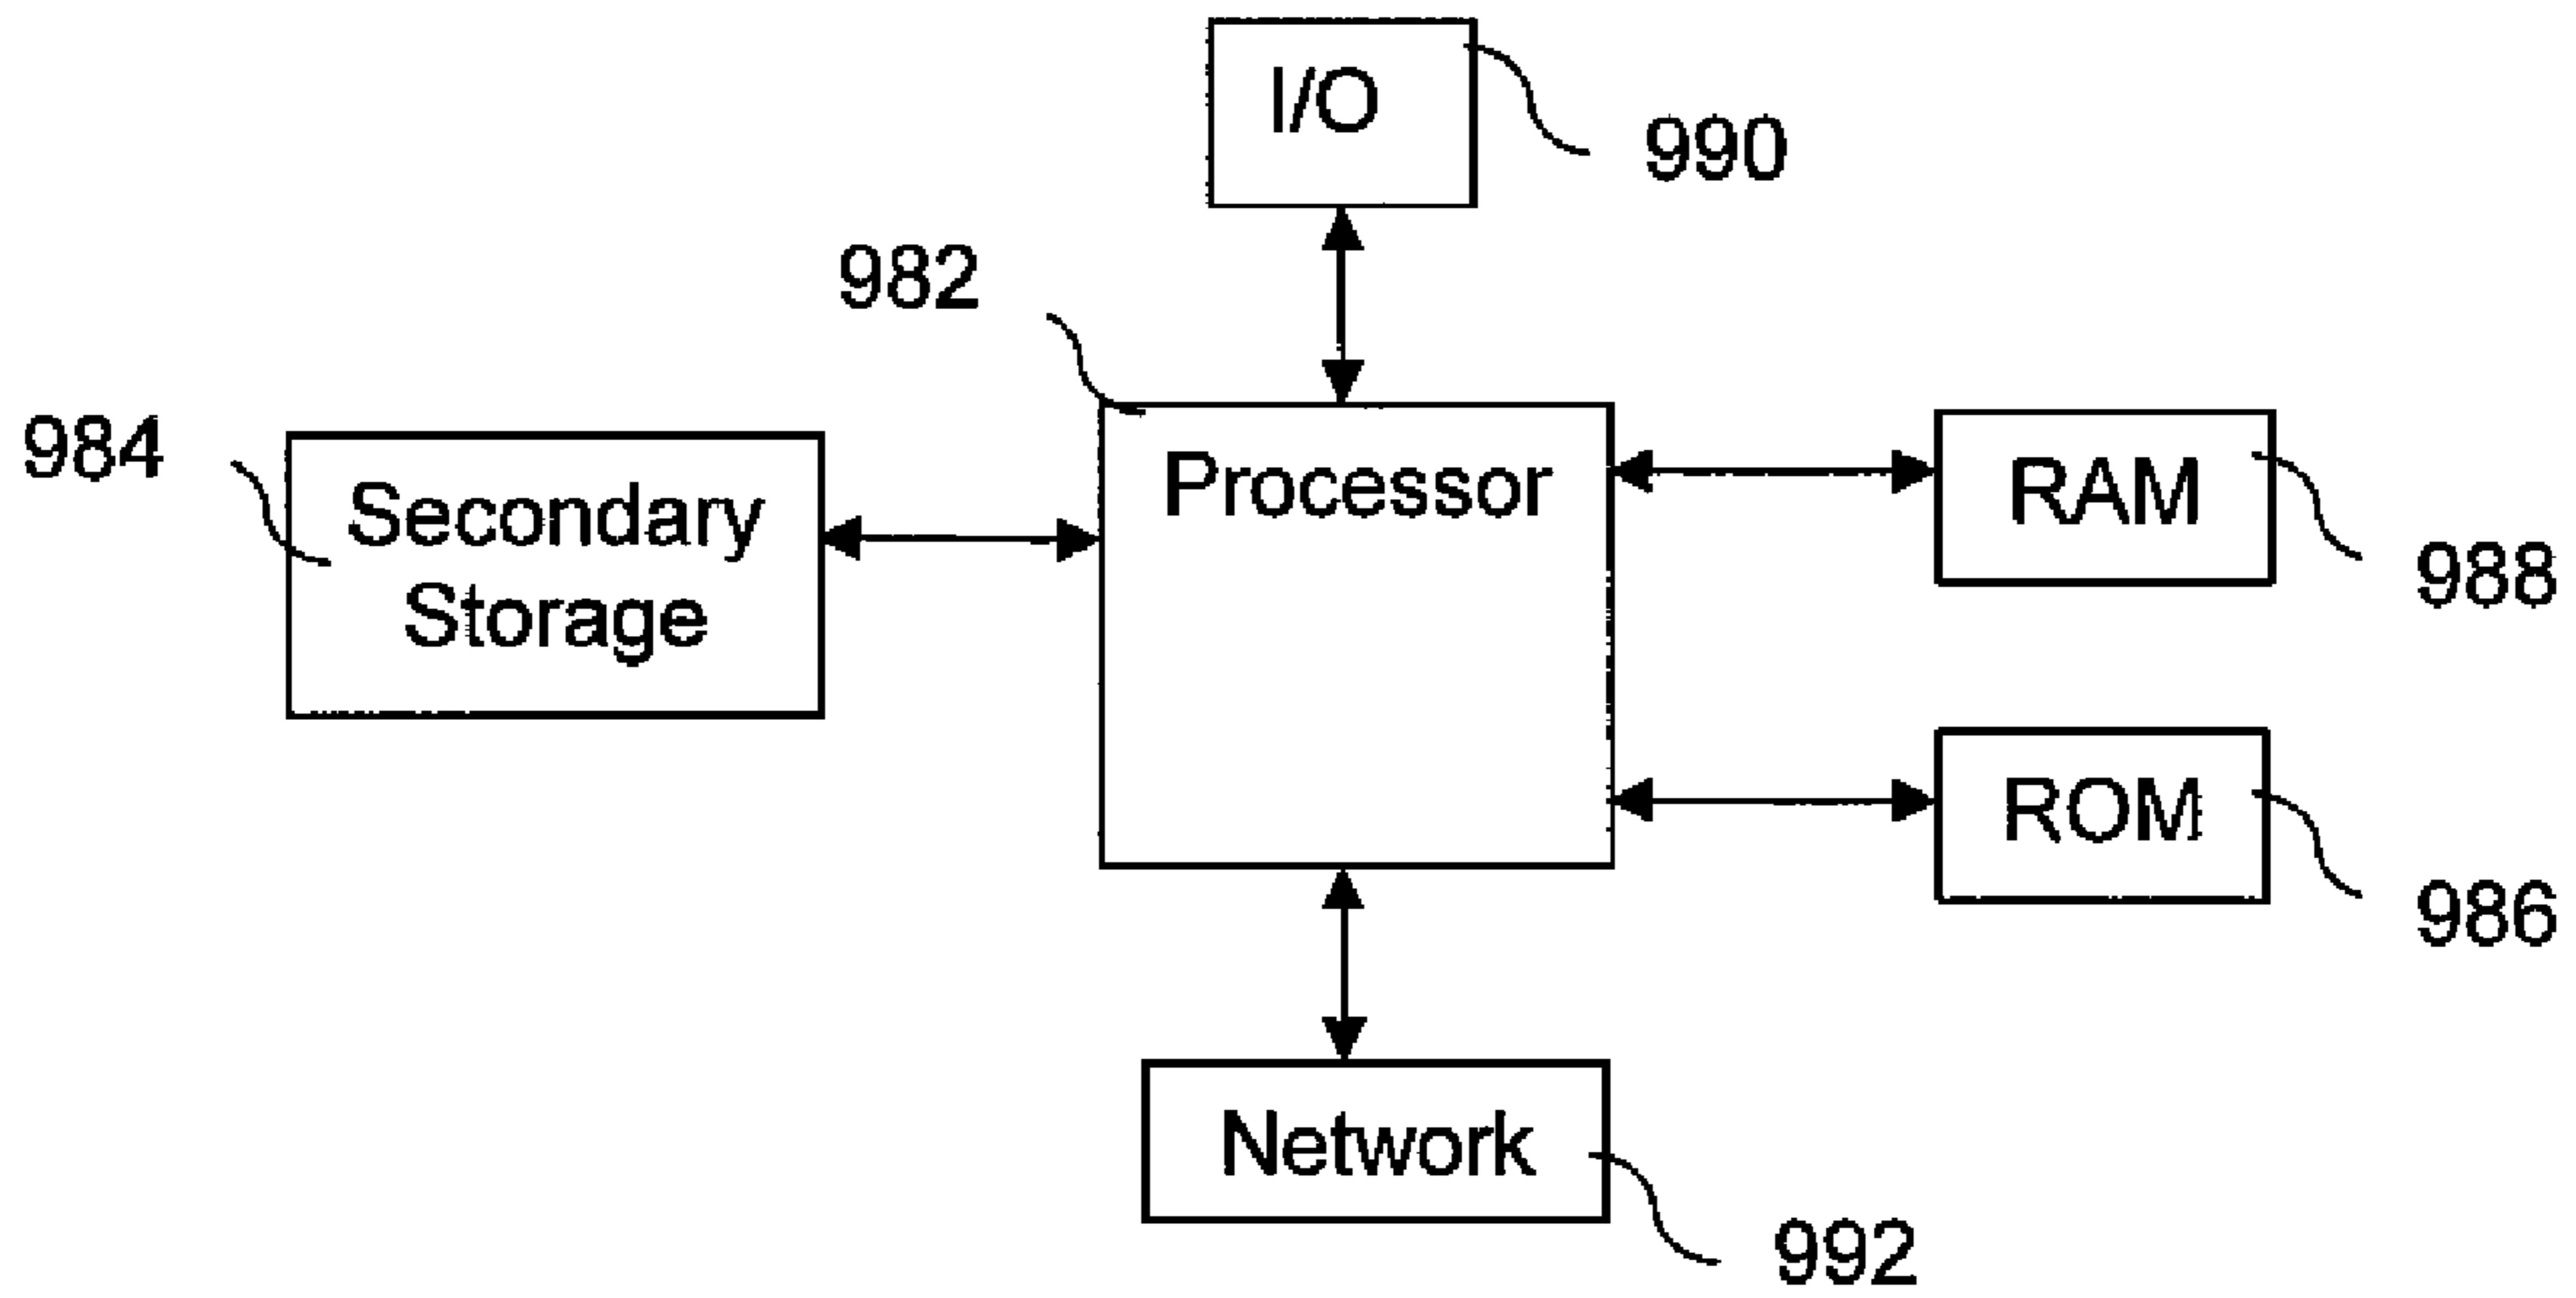 I/O
990
982
984
Secondary
Storage
Processor
RAM
988
ROM
986
Network
992